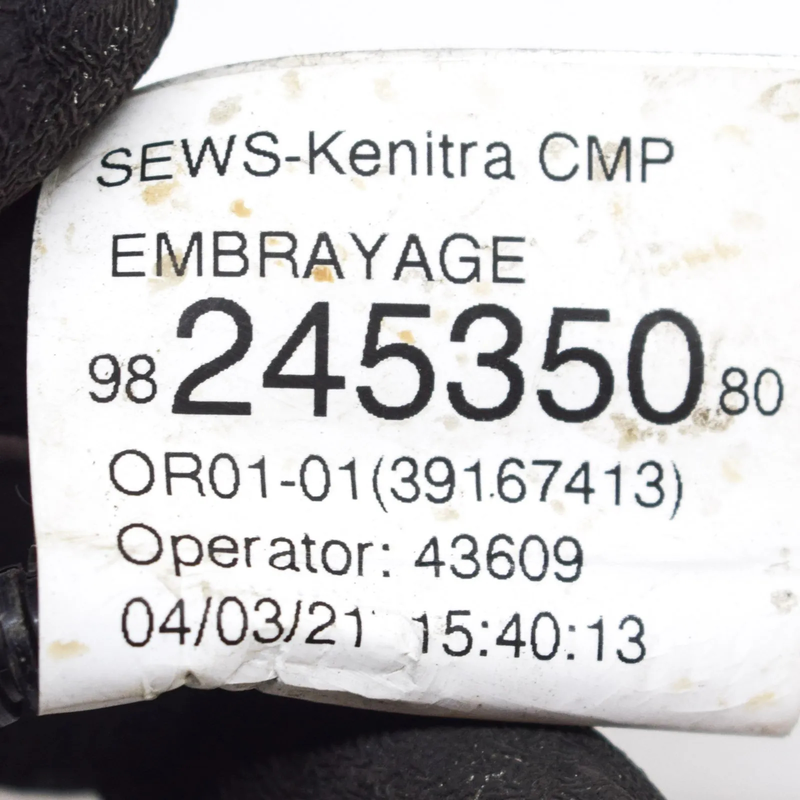 SEWS-Kenitra CMP
EMBRAYAGE
98 245350 80
OR01-01(39167413)
Operator: 43609
04/03/21 15:40:13